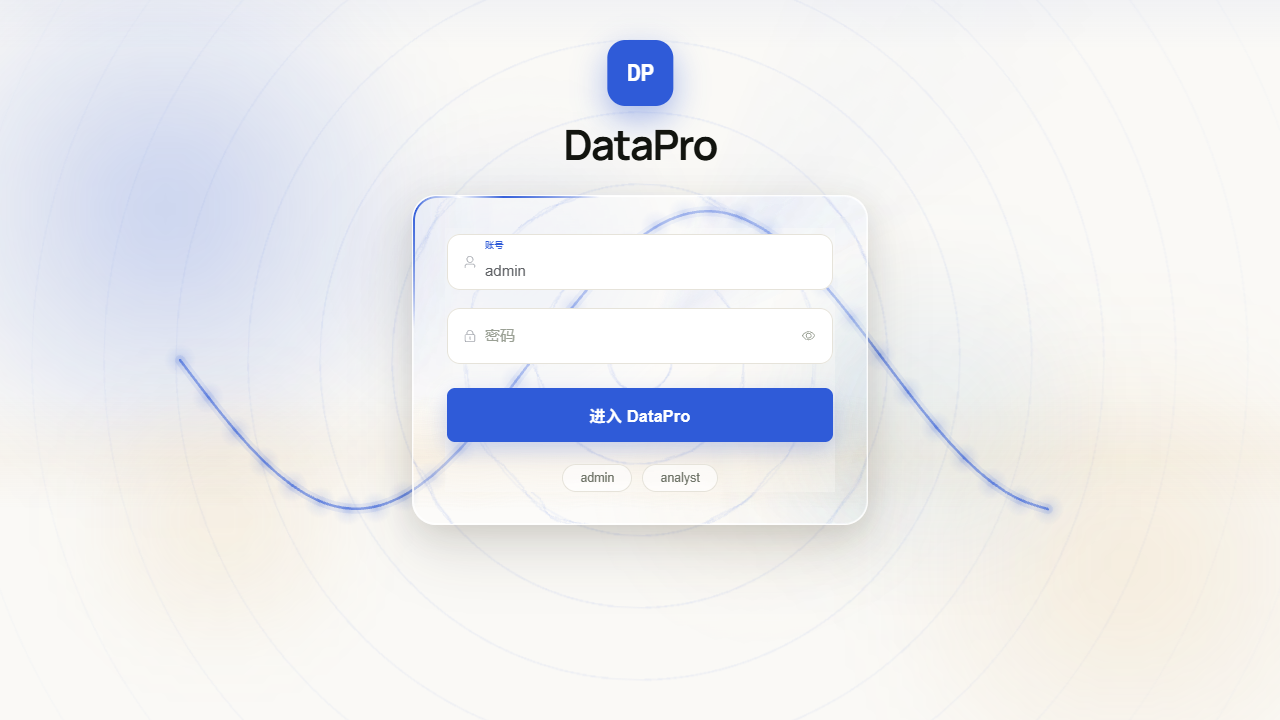 DP
DataPro
账号
admin
密码
进入 DataPro
admin
analyst